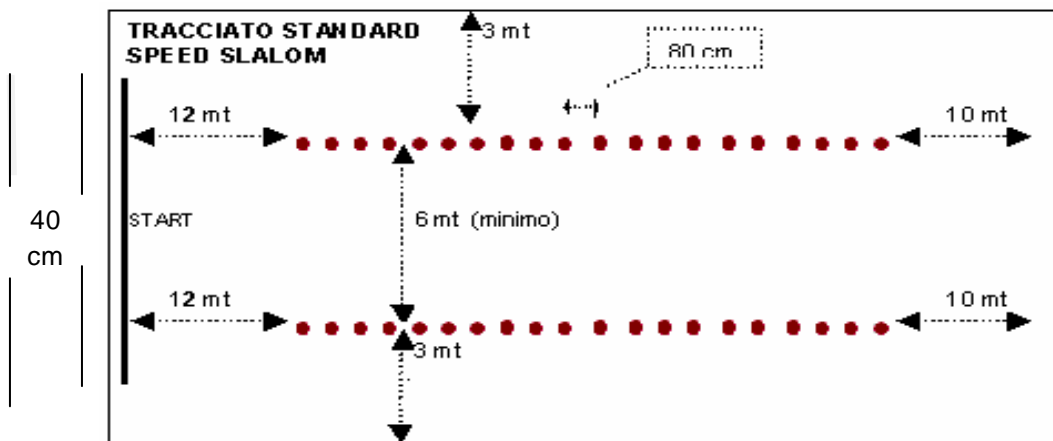 TRACCIATO STANDARD
SPEED SLALOM
3 mt
80 cm
12 mt
10 mt
40
cm
START
6 mt (minimo)
12 mt
10 mt
3 mt